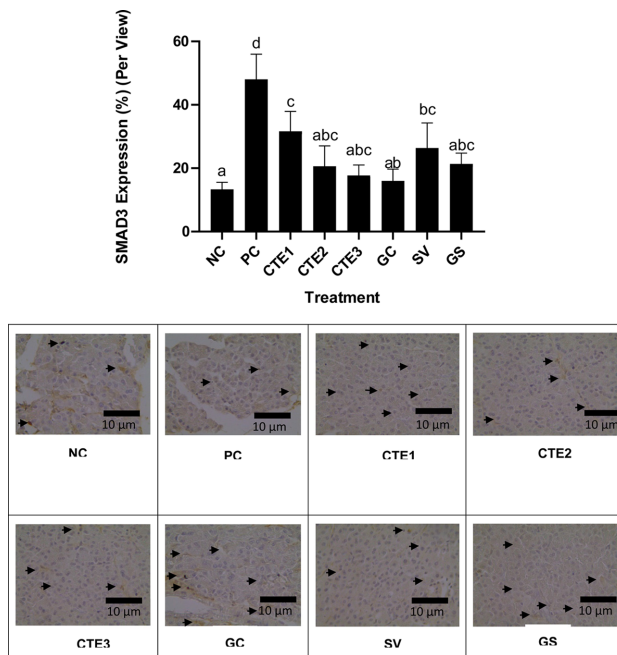 SMAD3 Expression (%) (Per View)
60
40
20
0
a
d
c
abc
abc
ab
bc
abc
NC
PC
CTE1
CTE2
CTE3
GC
SV
GS
Treatment
10 µm
10 µm
10 µm
10 µm
NC
PC
CTE1
CTE2
10 µm
10 µm
10 µm
10 µm
CTE3
GC
SV
GS